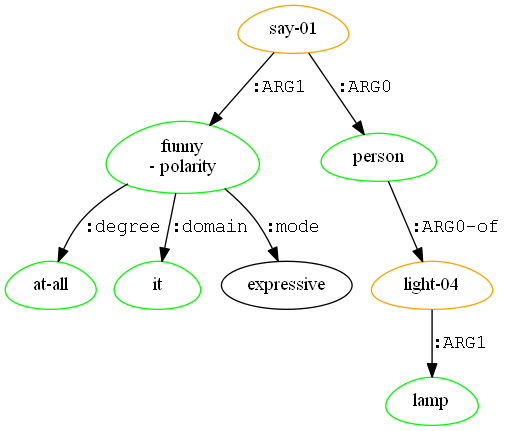 say-01
:ARG1
:ARG0
funny
- polarity
person
:degree
:domain
:mode
:ARG0-of
at-all
it
expressive
light-04
:ARG1
lamp